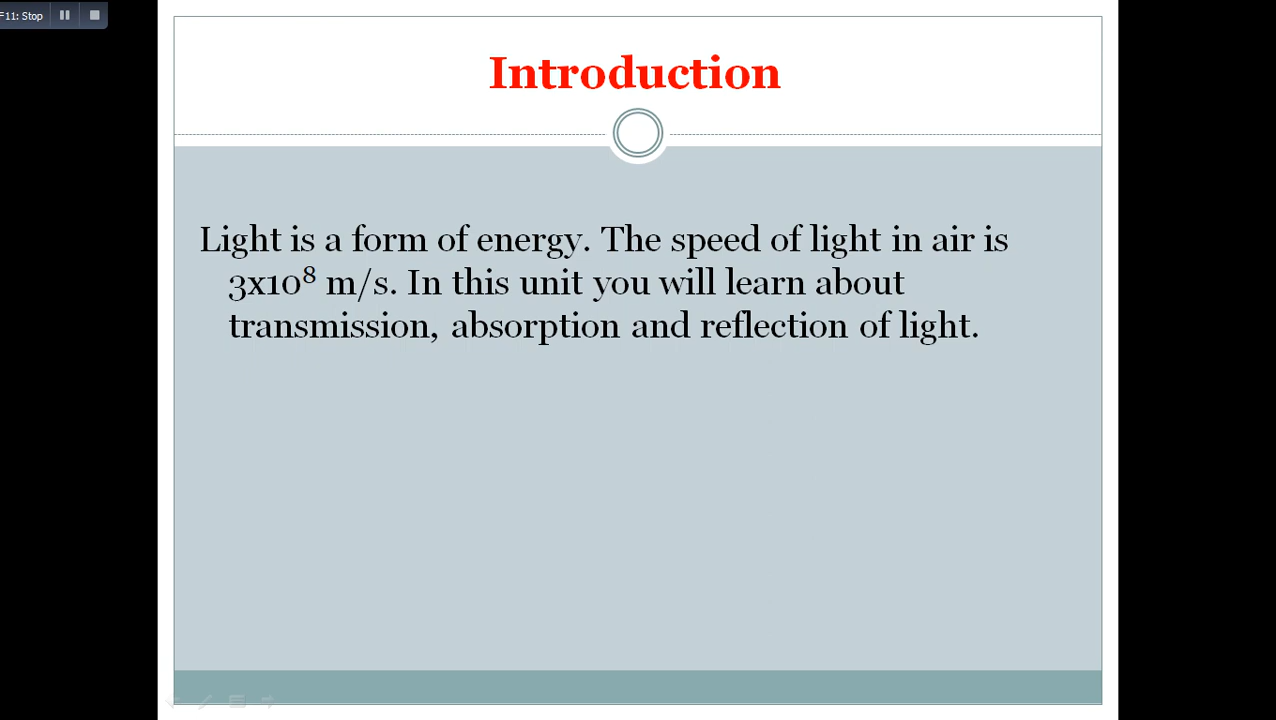 F11: Stop
Introduction
Light is a form of energy. The speed of light in air is
3x10⁸ m/s. In this unit you will learn about
transmission, absorption and reflection of light.